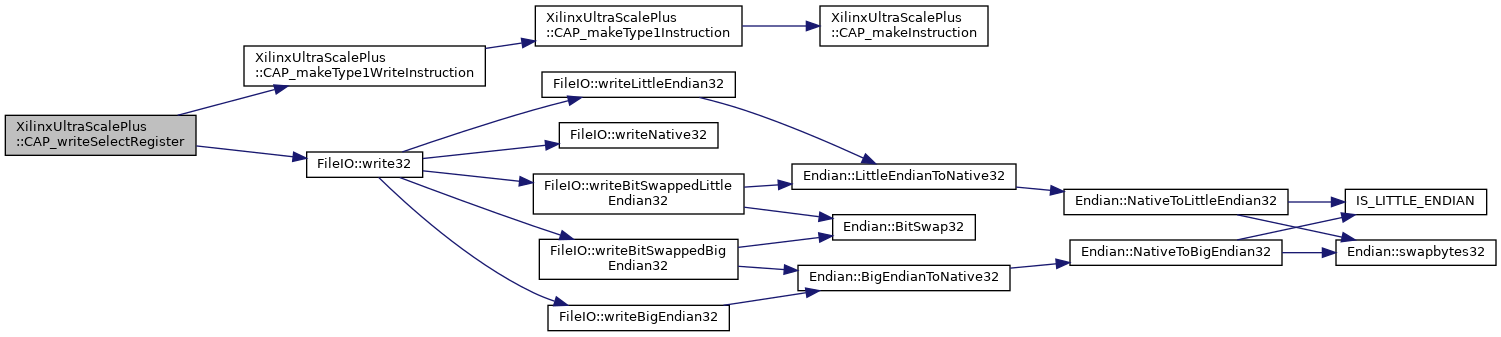 XilinxUltraScalePlus
::CAP_writeSelectRegister
XilinxUltraScalePlus
::CAP_makeType1WriteInstruction
XilinxUltraScalePlus
::CAP_makeType1Instruction
XilinxUltraScalePlus
::CAP_makeInstruction
FileIO::write32
FileIO::writeLittleEndian32
FileIO::writeNative32
FileIO::writeBitSwappedLittle
Endian32
FileIO::writeBitSwappedBig
Endian32
FileIO::writeBigEndian32
Endian::LittleEndianToNative32
Endian::BitSwap32
Endian::BigEndianToNative32
Endian::NativeToLittleEndian32
Endian::NativeToBigEndian32
IS_LITTLE_ENDIAN
Endian::swapbytes32